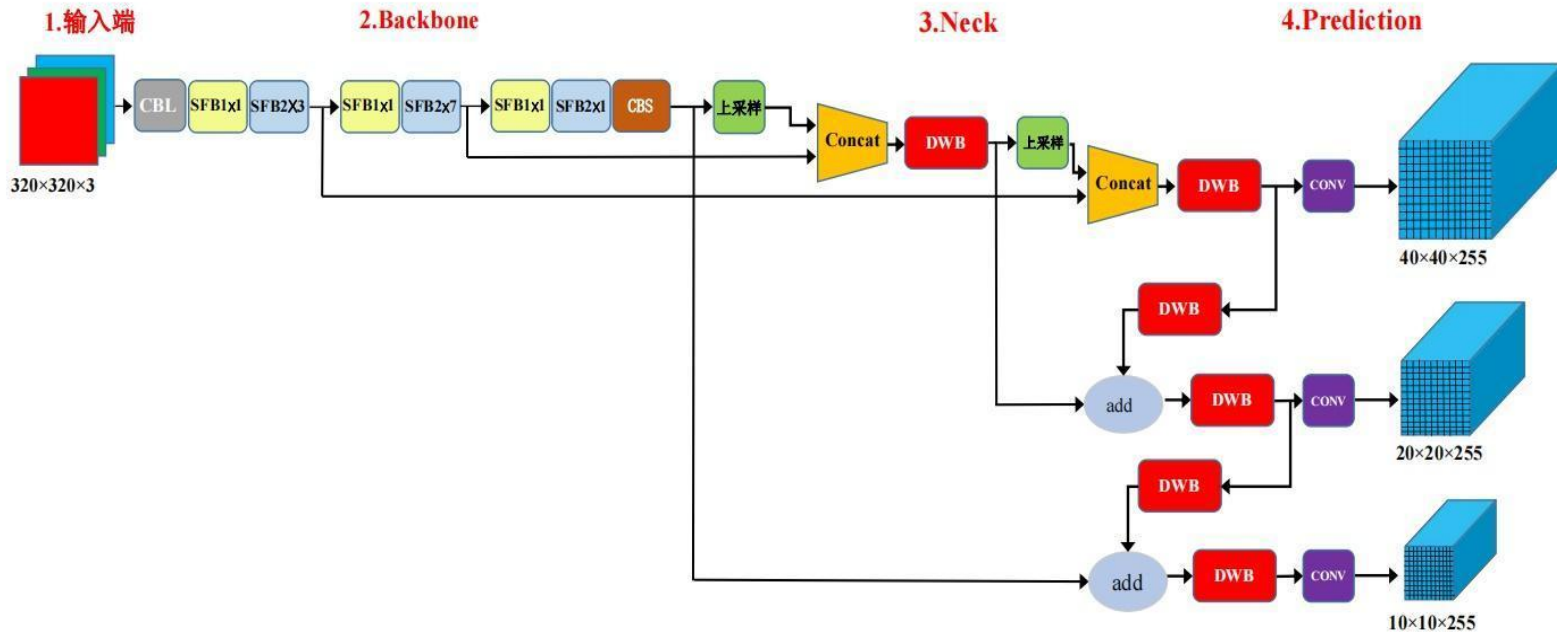 1.输入端
2.Backbone
3.Neck
4.Prediction
CBL
SFB1x1
SFB2X3
SFB1x1
SFB2x7
SFB1x1
SFB2x1
CBS
上采样
Concat
DWB
上采样
Concat
DWB
CONV
320×320×3
40×40×255
DWB
add
DWB
CONV
20×20×255
DWB
add
DWB
CONV
10×10×255